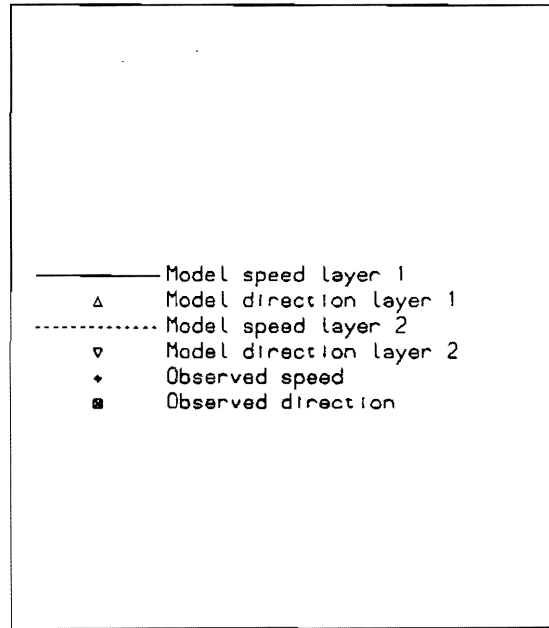 Model speed layer 1
Model direction layer 1
Model speed layer 2
Model direction layer 2
Observed speed
Observed direction